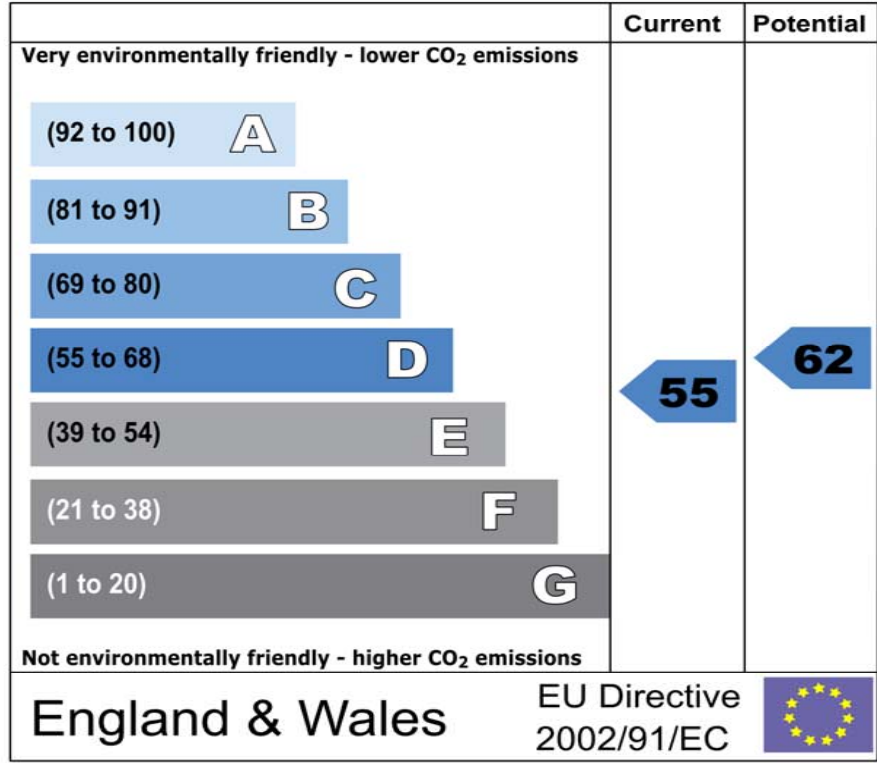 Current Potential
Very environmentally friendly - lower CO₂ emissions
(92 to 100) A
(81 to 91) B
(69 to 80) C
(55 to 68) D
(39 to 54) E
(21 to 38) F
(1 to 20) G
55
62
Not environmentally friendly - higher CO₂ emissions
England & Wales
EU Directive
2002/91/EC